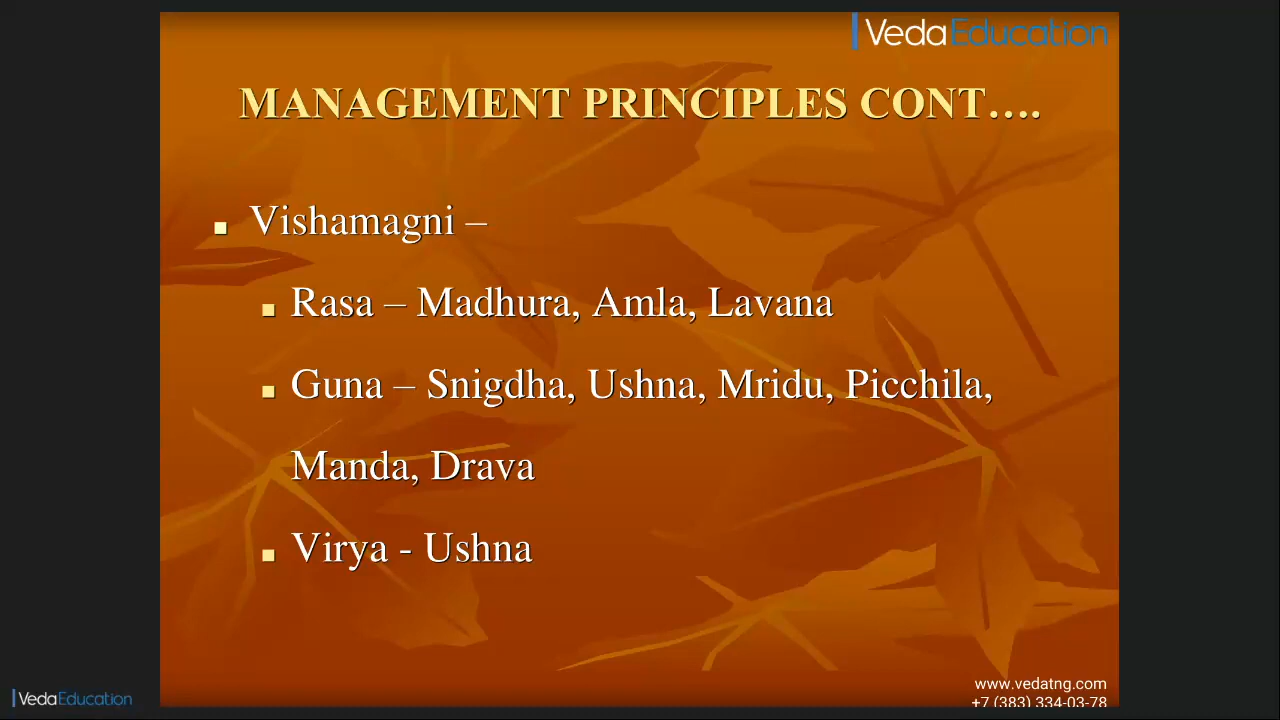 VedaEducation
MANAGEMENT PRINCIPLES CONT….
Vishamagni –
Rasa – Madhura, Amla, Lavana
Guna – Snigdha, Ushna, Mridu, Picchila,
Manda, Drava
Virya - Ushna
www.vedatng.com
+7 (383) 334-03-78
VedaEducation